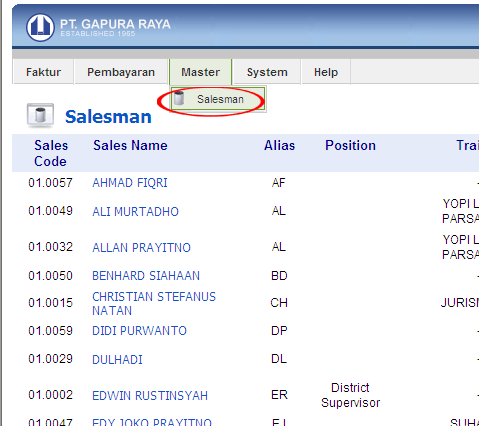 PT. GAPURA RAYA
ESTABLISHED 1965
Faktur Pembayaran Master System Help
Salesman
Salesman
Sales Code Sales Name Alias Position Trai
01.0057 AHMAD FIQRI AF -
01.0049 ALI MURTADHO AL YOPI L PARSA
01.0032 ALLAN PRAYITNO AL YOPI L PARSA
01.0050 BENHARD SIAHAAN BD -
01.0015 CHRISTIAN STEFANUS NATAN CH JURISM
01.0059 DIDI PURWANTO DP -
01.0029 DULHADI DL -
01.0002 EDWIN RUSTINSYAH ER District Supervisor -
01.0047 EDY JOKO PRAYITNO EJ SUHA